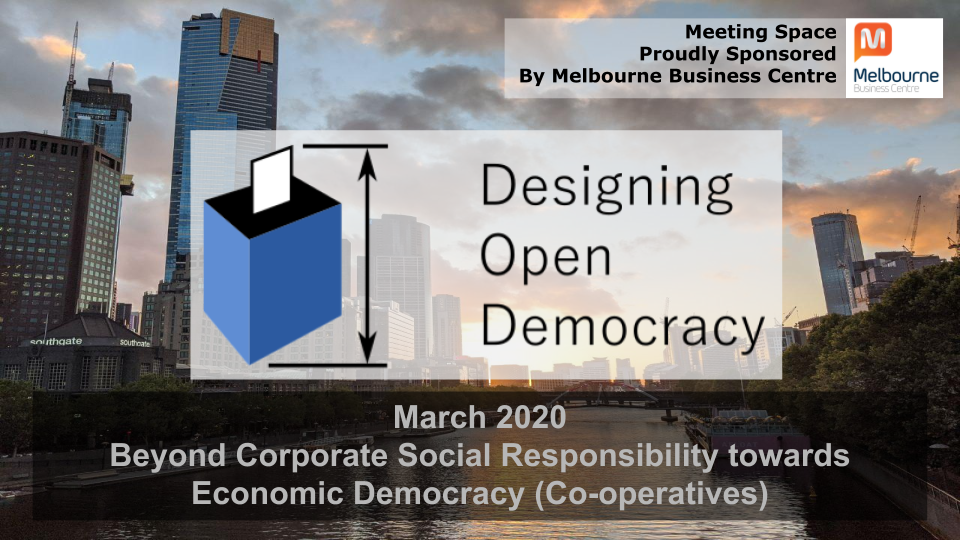 Meeting Space
Proudly Sponsored
By Melbourne Business Centre
M
Melbourne
Business Centre
Designing
Open
Democracy
southgate
southgate
March 2020
Beyond Corporate Social Responsibility towards
Economic Democracy (Co-operatives)